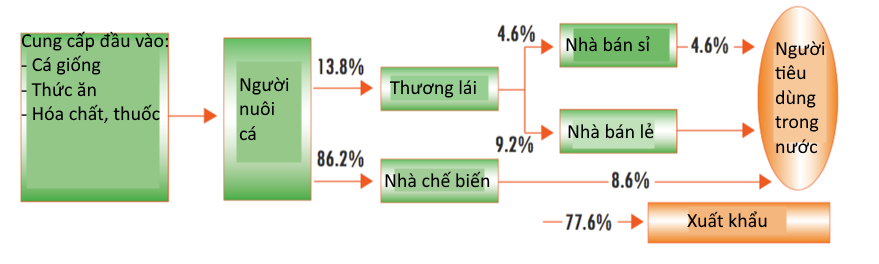 Cung cấp đầu vào:
- Cá giống
- Thức ăn
- Hóa chất, thuốc
Người
nuôi
cá
13.8%
86.2%
Thương lái
Nhà chế biến
4.6%
9.2%
Nhà bán sỉ
Nhà bán lẻ
4.6%
8.6%
Người
tiêu
dùng
trong
nước
77.6%
Xuất khẩu